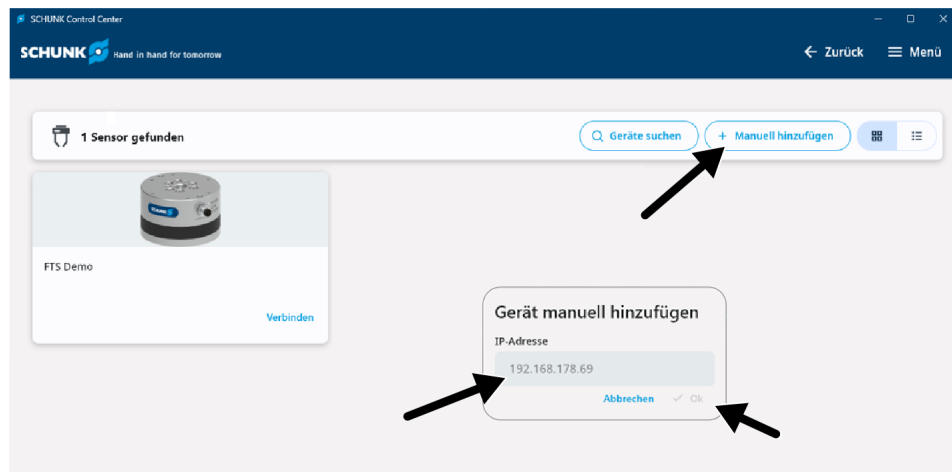 SCHUNK Control Center
SCHUNK Hand in hand for tomorrow
Zurück
Menü
1 Sensor gefunden
Geräte suchen
+ Manuell hinzufügen
SCHUNK
FTS Demo
Verbinden
Gerät manuell hinzufügen
IP-Adresse
192.168.178.69
Abbrechen
Ok